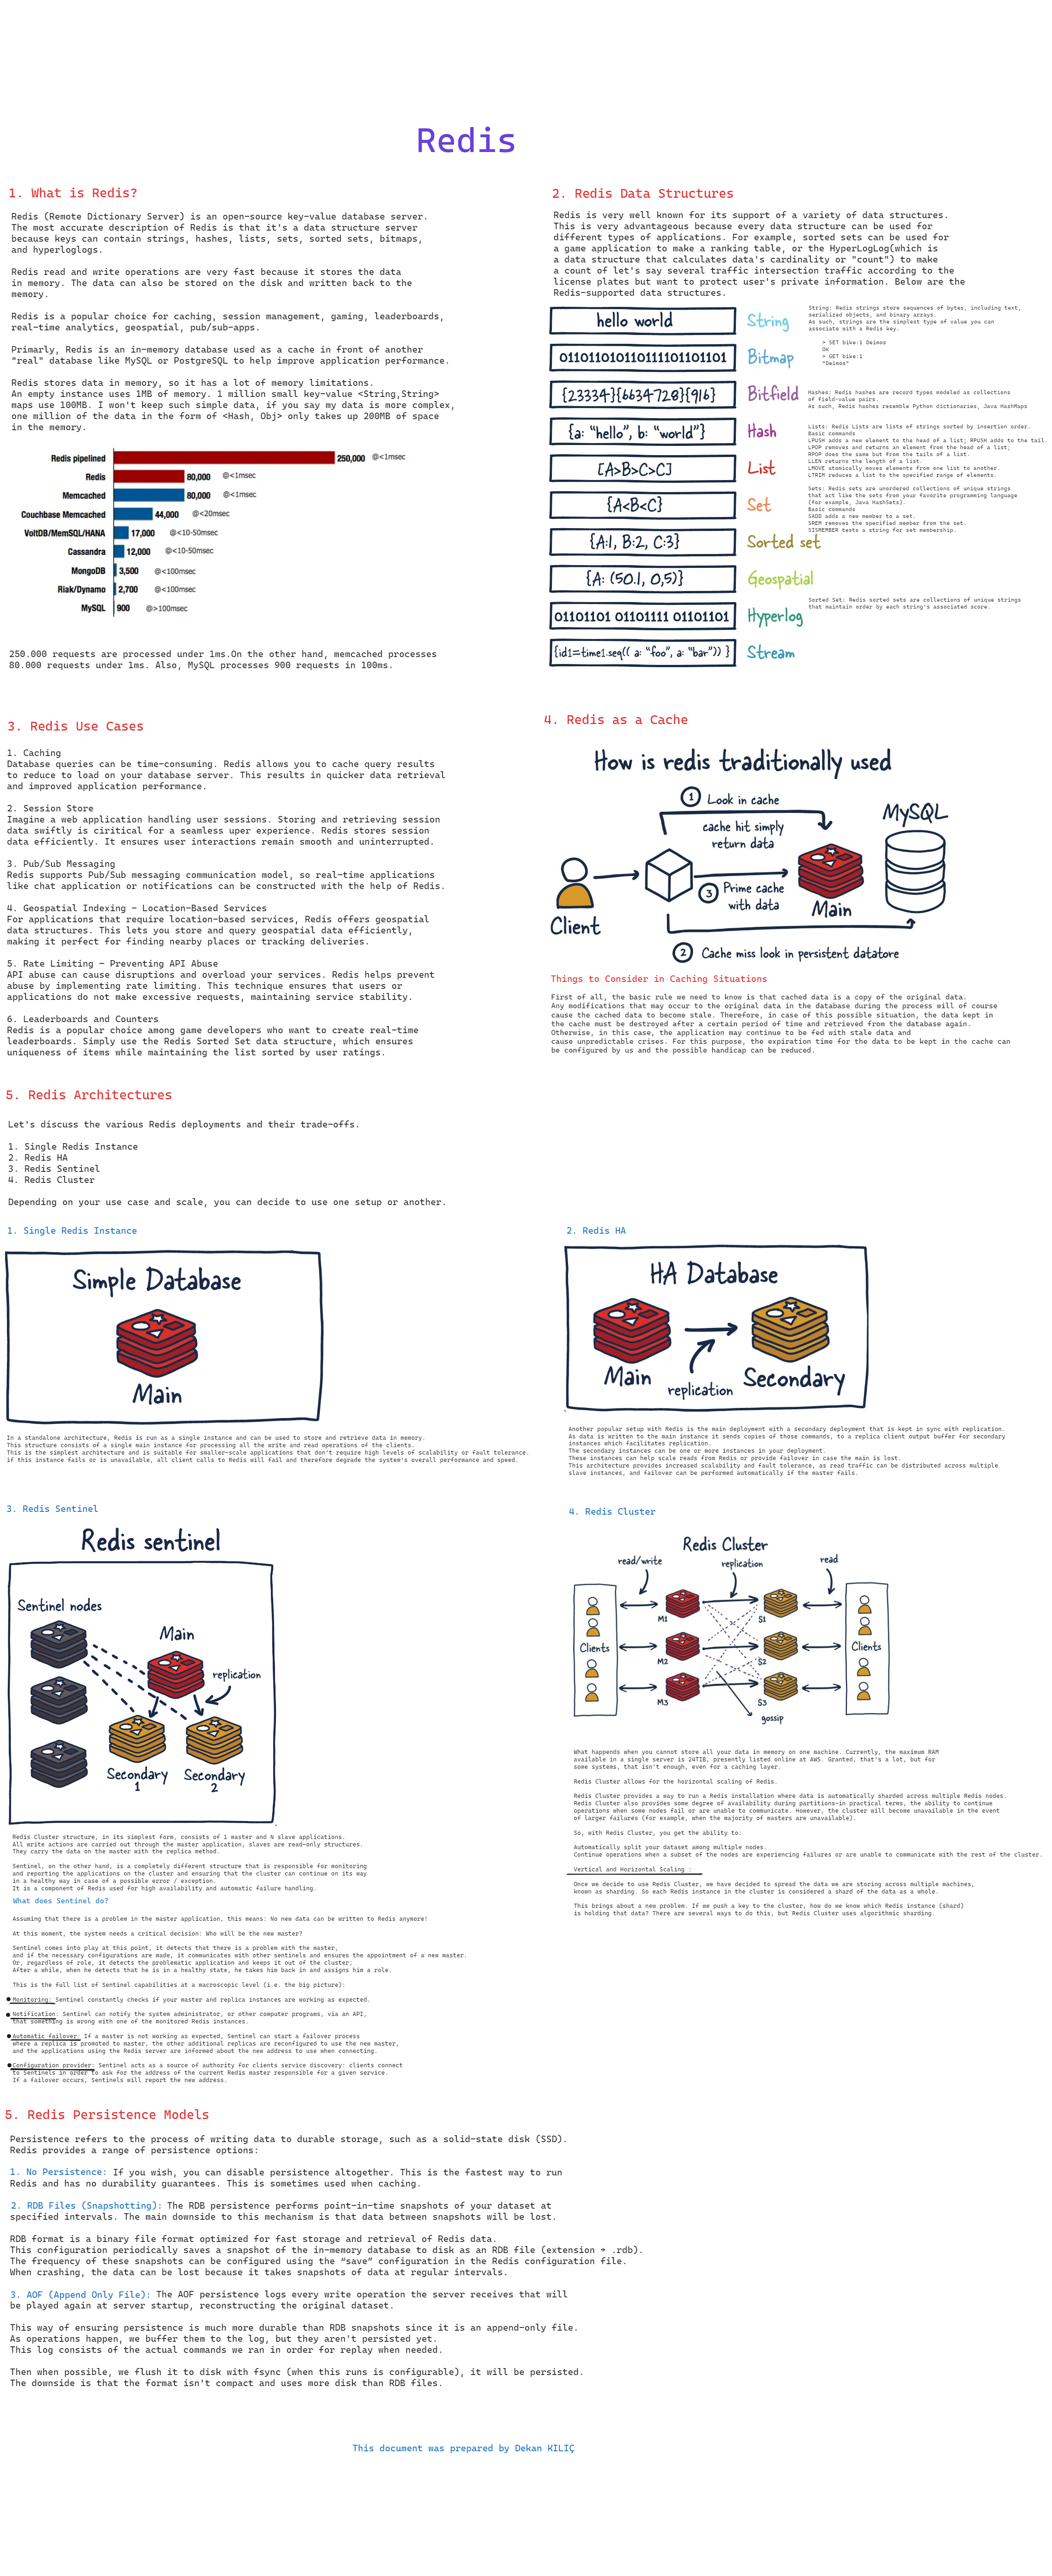 Redis
1. What is Redis?
Redis (Remote Dictionary Server) is an open-source key-value database server.
The most accurate description of Redis is that it's a data structure server
because keys can contain strings, hashes, lists, sets, sorted sets, bitmaps,
and hyperloglogs.
Redis read and write operations are very fast because it stores the data
in memory. The data can also be stored on the disk and written back to the
memory.
Redis is a popular choice for caching, session management, gaming, leaderboards,
real-time analytics, geospatial, pub/sub-apps.
Primarly, Redis is an in-memory database used as a cache in front of another
"real" database like MySQL or PostgreSQL to help improve application performance.
Redis stores data in memory, so it has a lot of memory limitations.
An empty instance uses 1MB of memory. 1 million small key-value <String,String>
maps use 100MB. I won't keep such simple data, if you say my data is more complex,
one million of the data in the form of <Hash, Obj> only takes up 200MB of space
in the memory.
Redis pipelined 250,000 @<1msec
Redis 80,000 @<1msec
Memcached 80,000 @<1msec
Couchbase Memcached 44,000 @<20msec
VoltDB/MemSQL/HANA 17,000 @<10-50msec
Cassandra 12,000 @<10-50msec
MongoDB 3,500 @<100msec
Riak/Dynamo 2,700 @<100msec
MySQL 900 @>100msec
250.000 requests are processed under 1ms.On the other hand, memcached processes
80.000 requests under 1ms. Also, MySQL processes 900 requests in 100ms.
2. Redis Data Structures
Redis is very well known for its support of a variety of data structures.
This is very advantageous because every data structure can be used for
different types of applications. For example, sorted sets can be used for
a game application to make a ranking table, or the HyperLogLog(which is
a data structure that calculates data's cardinality or "count") to make
a count of let's say several traffic intersection traffic according to the
license plates but want to protect user's private information. Below are the
Redis-supported data structures.
hello world String
011011010110111101101101 Bitmap
{23334}{6634728}{916} Bitfield
{a: "hello", b: "world"} Hash
[A>B>C>C] List
{A<B<C} Set
{A:1, B:2, C:3} Sorted set
{A: (50.1, 0,5)} Geospatial
01101101 01101111 01101101 Hyperlog
{id1=time1.seq(( a: "foo", a: "bar")) } Stream
String: Redis strings store sequences of bytes, including text,
serialized objects, and binary arrays.
As such, strings are the simplest type of value you can
associate with a Redis key.
> SET bike:1 Deimos
OK
> GET bike:1
"Deimos"
Hashes: Redis hashes are record types modeled as collections
of field-value pairs.
As such, Redis hashes resemble Python dictionaries, Java HashMaps
Lists: Redis Lists are lists of strings sorted by insertion order.
Basic commands
LPUSH adds a new element to the head of a list; RPUSH adds to the tail.
LPOP removes and returns an element from the head of a list;
RPOP does the same but from the tails of a list.
LLEN returns the length of a list.
LMOVE atomically moves elements from one list to another.
LTRIM reduces a list to the specified range of elements.
Sets: Redis sets are unordered collections of unique strings
that act like the sets from your favorite programming language
(for example, Java HashSets).
Basic commands
SADD adds a new member to a set.
SREM removes the specified member from the set.
SISMEMBER tests a string for set membership.
Sorted Set: Redis sorted sets are collections of unique strings
that maintain order by each string's associated score.
3. Redis Use Cases
1. Caching
Database queries can be time-consuming. Redis allows you to cache query results
to reduce to load on your database server. This results in quicker data retrieval
and improved application performance.
2. Session Store
Imagine a web application handling user sessions. Storing and retrieving session
data swiftly is ciritical for a seamless uper experience. Redis stores session
data efficiently. It ensures user interactions remain smooth and uninterrupted.
3. Pub/Sub Messaging
Redis supports Pub/Sub messaging communication model, so real-time applications
like chat application or notifications can be constructed with the help of Redis.
4. Geospatial Indexing - Location-Based Services
For applications that require location-based services, Redis offers geospatial
data structures. This lets you store and query geospatial data efficiently,
making it perfect for finding nearby places or tracking deliveries.
5. Rate Limiting - Preventing API Abuse
API abuse can cause disruptions and overload your services. Redis helps prevent
abuse by implementing rate limiting. This technique ensures that users or
applications do not make excessive requests, maintaining service stability.
6. Leaderboards and Counters
Redis is a popular choice among game developers who want to create real-time
leaderboards. Simply use the Redis Sorted Set data structure, which ensures
uniqueness of items while maintaining the list sorted by user ratings.
4. Redis as a Cache
How is redis traditionally used
1 Look in cache
cache hit simply
return data
MySQL
3 Prime cache
with data
Client
Main
2 Cache miss look in persistent datatore
Things to Consider in Caching Situations
First of all, the basic rule we need to know is that cached data is a copy of the original data.
Any modifications that may occur to the original data in the database during the process will of course
cause the cached data to become stale. Therefore, in case of this possible situation, the data kept in
the cache must be destroyed after a certain period of time and retrieved from the database again.
Otherwise, in this case, the application may continue to be fed with stale data and
cause unpredictable crises. For this purpose, the expiration time for the data to be kept in the cache can
be configured by us and the possible handicap can be reduced.
5. Redis Architectures
Let's discuss the various Redis deployments and their trade-offs.
1. Single Redis Instance
2. Redis HA
3. Redis Sentinel
4. Redis Cluster
Depending on your use case and scale, you can decide to use one setup or another.
1. Single Redis Instance
Simple Database
Main
In a standalone architecture, Redis is run as a single instance and can be used to store and retrieve data in memory.
This structure consists of a single main instance for processing all the write and read operations of the clients.
This is the simplest architecture and is suitable for smaller-scale applications that don't require high levels of scalability or fault tolerance.
if this instance fails or is unavailable, all client calls to Redis will fail and therefore degrade the system's overall performance and speed.
2. Redis HA
HA Database
Main
replication
Secondary
Another popular setup with Redis is the main deployment with a secondary deployment that is kept in sync with replication.
As data is written to the main instance it sends copies of those commands, to a replica client output buffer for secondary
instances which facilitates replication.
The secondary instances can be one or more instances in your deployment.
These instances can help scale reads from Redis or provide failover in case the main is lost.
This architecture provides increased scalability and fault tolerance, as read traffic can be distributed across multiple
slave instances, and failover can be performed automatically if the master fails.
3. Redis Sentinel
Redis sentinel
Sentinel nodes
Main
replication
Secondary
1
Secondary
2
Redis Cluster structure, in its simplest form, consists of 1 master and N slave applications.
All write actions are carried out through the master application, slaves are read-only structures.
They carry the data on the master with the replica method.
Sentinel, on the other hand, is a completely different structure that is responsible for monitoring
and reporting the applications on the cluster and ensuring that the cluster can continue on its way
in a healthy way in case of a possible error / exception.
It is a component of Redis used for high availability and automatic failure handling.
What does Sentinel do?
Assuming that there is a problem in the master application, this means: No new data can be written to Redis anymore!
At this moment, the system needs a critical decision: Who will be the new master?
Sentinel comes into play at this point, it detects that there is a problem with the master,
and if the necessary configurations are made, it communicates with other sentinels and ensures the appointment of a new master.
Or, regardless of role, it detects the problematic application and keeps it out of the cluster;
After a while, when he detects that he is in a healthy state, he takes him back in and assigns him a role.
This is the full list of Sentinel capabilities at a macroscopic level (i.e. the big picture):
Monitoring: Sentinel constantly checks if your master and replica instances are working as expected.
Notification: Sentinel can notify the system administrator, or other computer programs, via an API,
that something is wrong with one of the monitored Redis instances.
Automatic failover: If a master is not working as expected, Sentinel can start a failover process
where a replica is promoted to master, the other additional replicas are reconfigured to use the new master,
and the applications using the Redis server are informed about the new address to use when connecting.
Configuration provider: Sentinel acts as a source of authority for clients service discovery: clients connect
to Sentinels in order to ask for the address of the current Redis master responsible for a given service.
If a failover occurs, Sentinels will report the new address.
4. Redis Cluster
Redis Cluster
read/write
replication
read
M1
S1
Clients
Clients
M2
S2
M3
S3
gossip
What happends when you cannot store all your data in memory on one machine. Currently, the maximum RAM
available in a single server is 24TIB, presently listed online at AWS. Granted, that's a lot, but for
some systems, that isn't enough, even for a caching layer.
Redis Cluster allows for the horizontal scaling of Redis.
Redis Cluster provides a way to run a Redis installation where data is automatically sharded across multiple Redis nodes.
Redis Cluster also provides some degree of availability during partitions-in practical terms, the ability to continue
operations when some nodes fail or are unable to communicate. However, the cluster will become unavailable in the event
of larger failures (for example, when the majority of masters are unavailable).
So, with Redis Cluster, you get the ability to:
Automatically split your dataset among multiple nodes.
Continue operations when a subset of the nodes are experiencing failures or are unable to communicate with the rest of the cluster.
Vertical and Horizontal Scaling :
Once we decide to use Redis Cluster, we have decided to spread the data we are storing across multiple machines,
known as sharding. So each Redis instance in the cluster is considered a shard of the data as a whole.
This brings about a new problem. If we push a key to the cluster, how do we know which Redis instance (shard)
is holding that data? There are several ways to do this, but Redis Cluster uses algorithmic sharding.
5. Redis Persistence Models
Persistence refers to the process of writing data to durable storage, such as a solid-state disk (SSD).
Redis provides a range of persistence options:
1. No Persistence: If you wish, you can disable persistence altogether. This is the fastest way to run
Redis and has no durability guarantees. This is sometimes used when caching.
2. RDB Files (Snapshotting): The RDB persistence performs point-in-time snapshots of your dataset at
specified intervals. The main downside to this mechanism is that data between snapshots will be lost.
RDB format is a binary file format optimized for fast storage and retrieval of Redis data.
This configuration periodically saves a snapshot of the in-memory database to disk as an RDB file (extension → .rdb).
The frequency of these snapshots can be configured using the “save” configuration in the Redis configuration file.
When crashing, the data can be lost because it takes snapshots of data at regular intervals.
3. AOF (Append Only File): The AOF persistence logs every write operation the server receives that will
be played again at server startup, reconstructing the original dataset.
This way of ensuring persistence is much more durable than RDB snapshots since it is an append-only file.
As operations happen, we buffer them to the log, but they aren't persisted yet.
This log consists of the actual commands we ran in order for replay when needed.
Then when possible, we flush it to disk with fsync (when this runs is configurable), it will be persisted.
The downside is that the format isn't compact and uses more disk than RDB files.
This document was prepared by Dekan KILIÇ